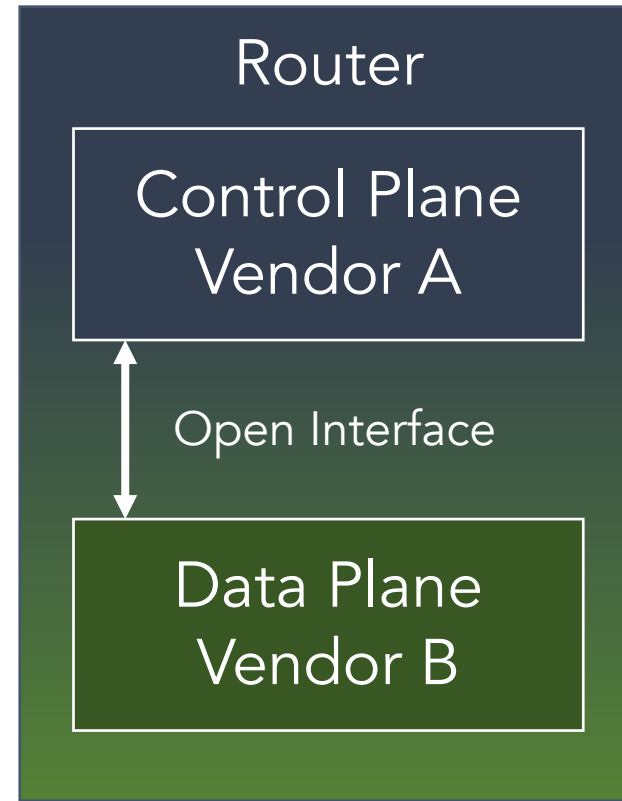 Router
Control Plane
Vendor A
Open Interface
Data Plane
Vendor B